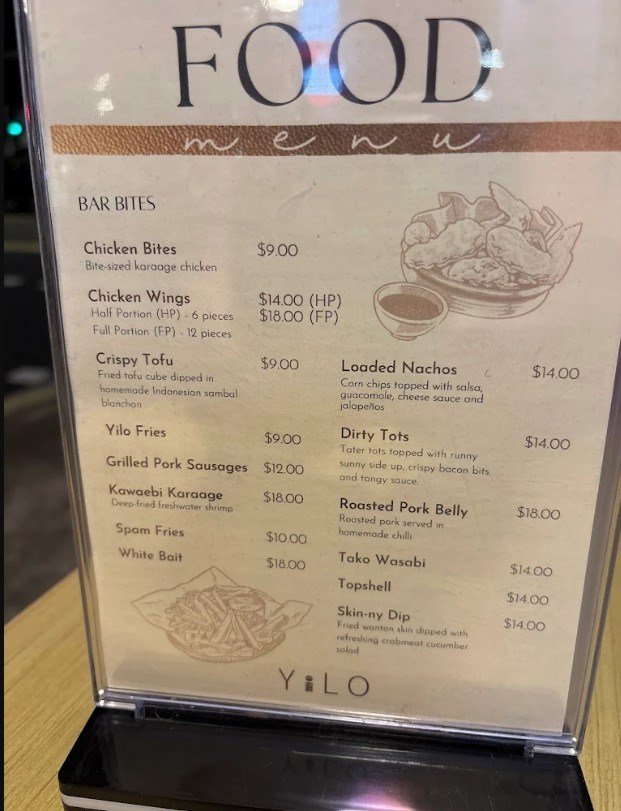 FOOD
menu
BAR BITES
Chicken Bites $9.00
Bite-sized karaage chicken
Chicken Wings $14.00 (HP)
Half Portion (HP) - 6 pieces $18.00 (FP)
Full Portion (FP) - 12 pieces
Crispy Tofu $9.00
Fried tofu cube dipped in
homemade Indonesian sambal
blanchan
Yilo Fries $9.00
Grilled Pork Sausages $12.00
Kawaebi Karaage $18.00
Deep-fried freshwater shrimp
Spam Fries $10.00
White Bait $18.00
Loaded Nachos $14.00
Corn chips topped with salsa,
guacamole, cheese sauce and
jalapeños
Dirty Tots $14.00
Tater tots topped with runny
sunny side up, crispy bacon bits
and tangy sauce.
Roasted Pork Belly $18.00
Roasted pork served in
homemade chilli
Tako Wasabi $14.00
Topshell $14.00
Skin-ny Dip $14.00
Fried wanton skin dipped with
refreshing crabmeat cucumber
salad
YiLO